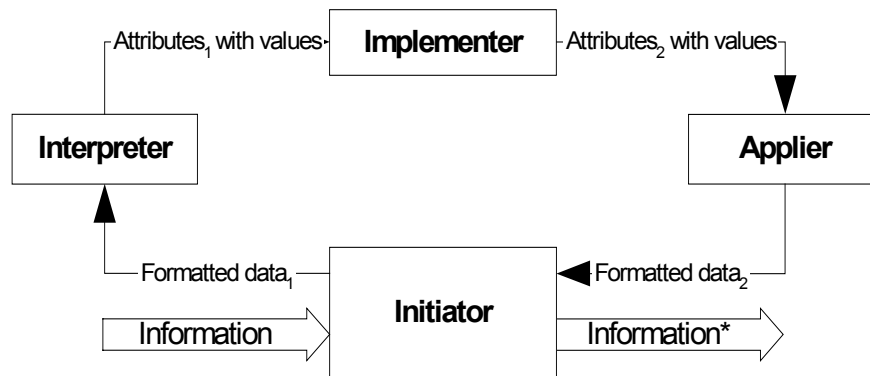 Attributes₁ with values
Implementer
Attributes₂ with values
Interpreter
Applier
Formatted data₁
Initiator
Formatted data₂
Information
Information*